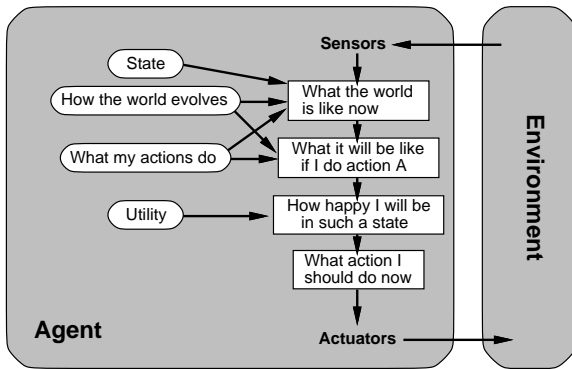 Sensors
State
What the world
is like now
How the world evolves
What it will be like
if I do action A
What my actions do
How happy I will be
in such a state
Utility
What action I
should do now
Agent
Actuators
Environment